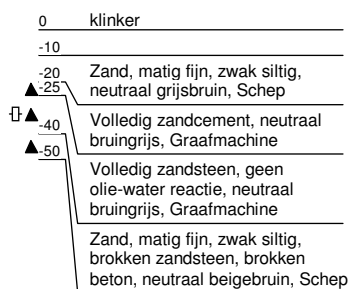 0 klinker
-10
-20 Zand, matig fijn, zwak siltig,
-25 neutraal grijsbruin, Schep
Volledig zandcement, neutraal
-40 bruingrijs, Graafmachine
-50 Volledig zandsteen, geen
olie-water reactie, neutraal
bruingrijs, Graafmachine
Zand, matig fijn, zwak siltig,
brokken zandsteen, brokken
beton, neutraal beigebruin, Schep